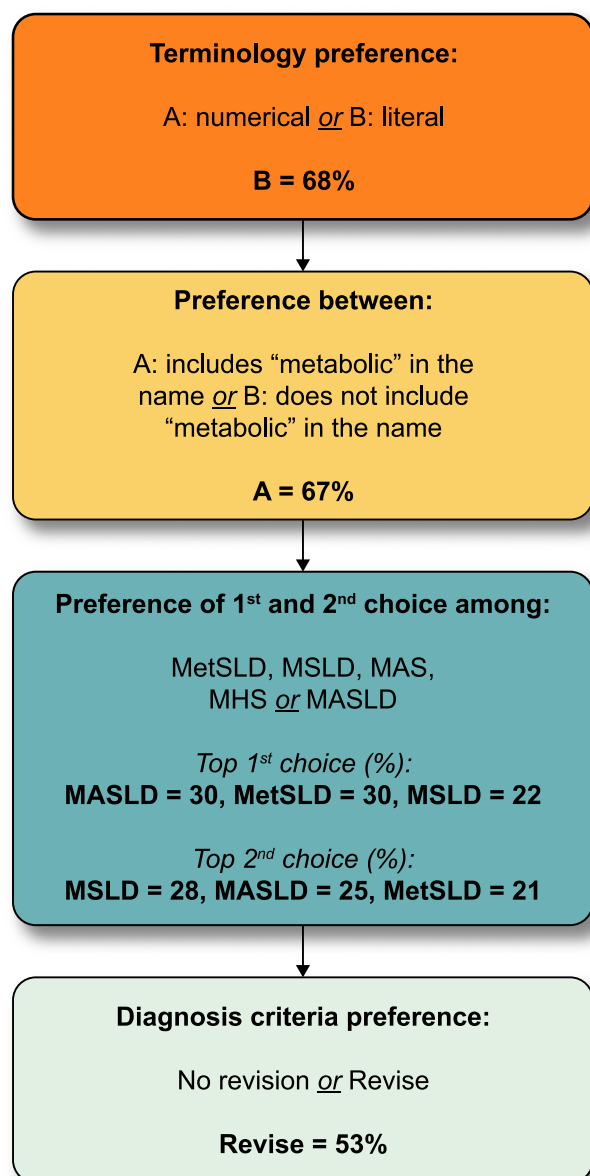 Terminology preference:
A: numerical or B: literal
B = 68%
Preference between:
A: includes “metabolic” in the
name or B: does not include
“metabolic” in the name
A = 67%
Preference of 1st and 2nd choice among:
MetSLD, MSLD, MAS,
MHS or MASLD
Top 1st choice (%):
MASLD = 30, MetSLD = 30, MSLD = 22
Top 2nd choice (%):
MSLD = 28, MASLD = 25, MetSLD = 21
Diagnosis criteria preference:
No revision or Revise
Revise = 53%